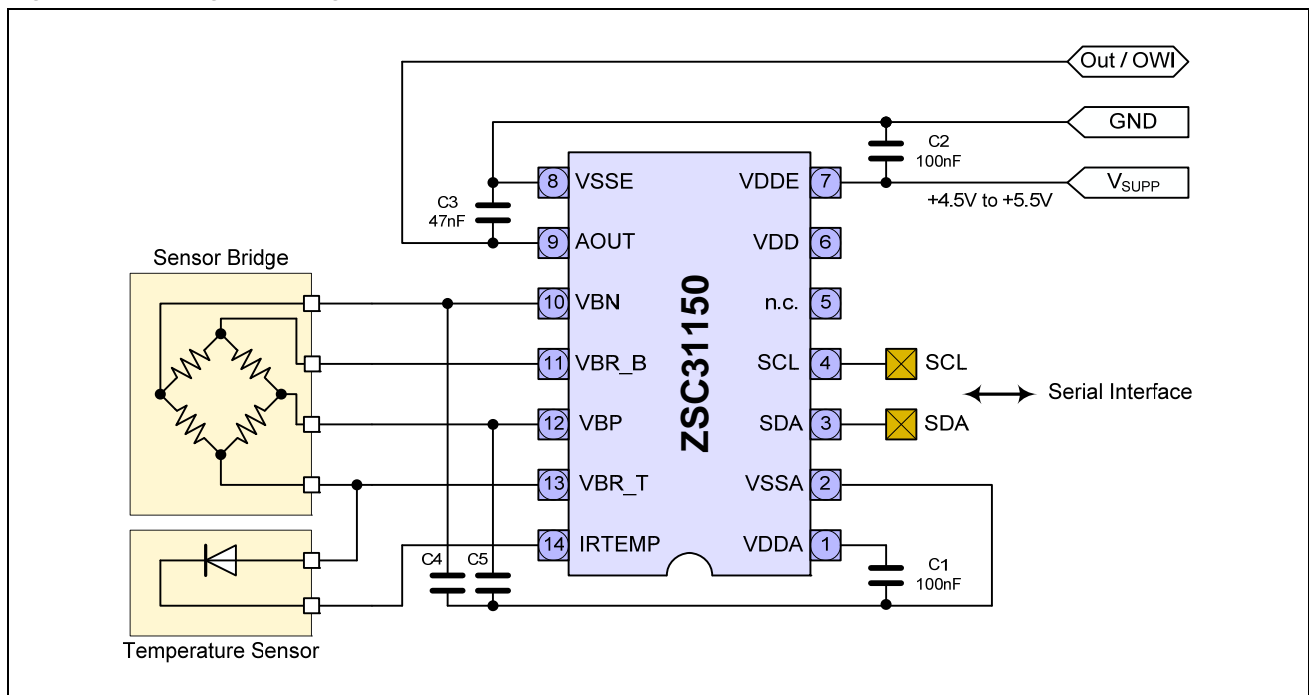 Out / OWI
GND
C2
100nF
8 VSSE
VDDE 7
VSUPP
+4.5V to +5.5V
C3
47nF
9 AOUT
VDD 6
Sensor Bridge
10 VBN
n.c. 5
ZSC31150
11 VBR_B
SCL 4
SCL
Serial Interface
12 VBP
SDA 3
SDA
13 VBR_T
VSSA 2
14 IRTEMP
VDDA 1
C4
C5
C1
100nF
Temperature Sensor